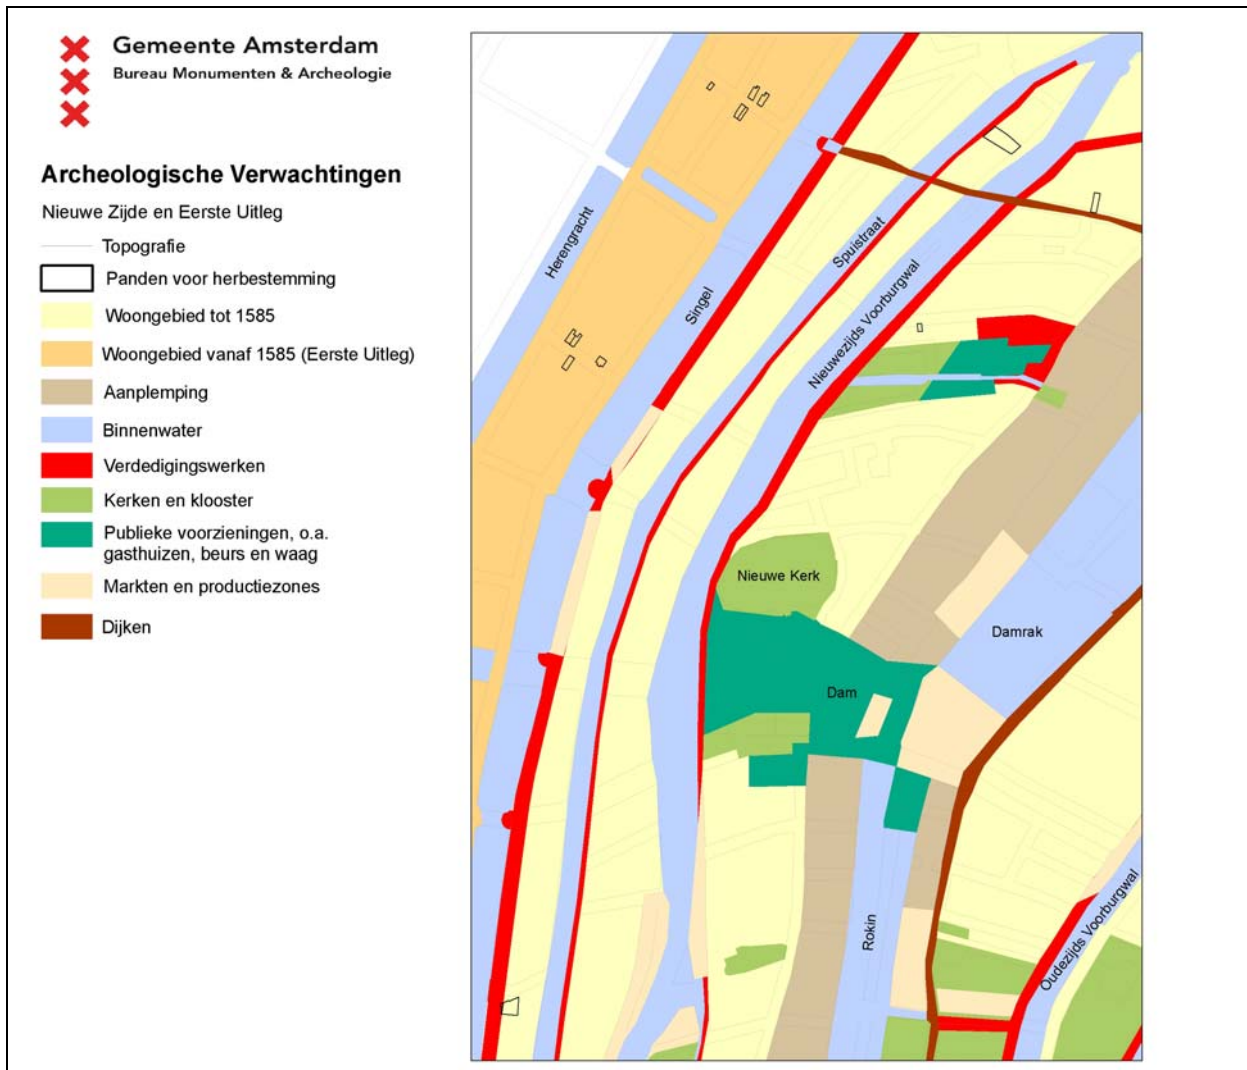 Gemeente Amsterdam
Bureau Monumenten & Archeologie
Archeologische Verwachtingen
Nieuwe Zijde en Eerste Uitleg
Topografie
Panden voor herbestemming
Woongebied tot 1585
Woongebied vanaf 1585 (Eerste Uitleg)
Aanplemping
Binnenwater
Verdedigingswerken
Kerken en klooster
Publieke voorzieningen, o.a.
gasthuizen, beurs en waag
Markten en productiezones
Dijken
Herengracht
Singel
Spuistraat
Nieuwezijds Voorburgwal
Nieuwe Kerk
Damrak
Dam
Rokin
Oudezijds Voorburgwal